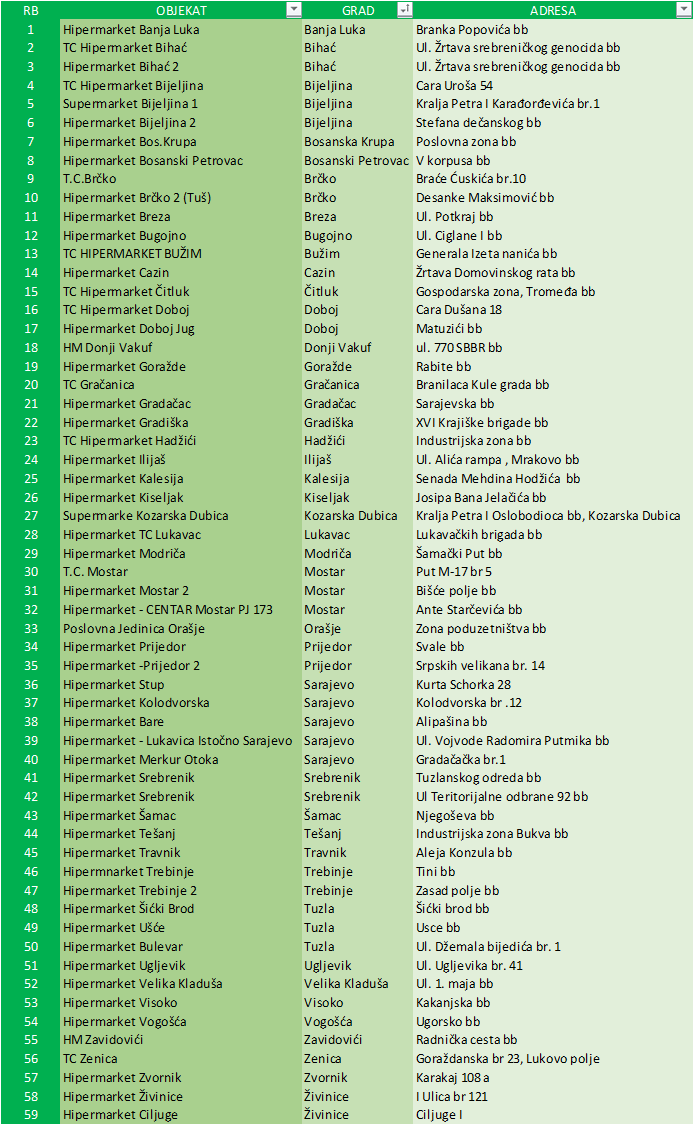 RB OBJEKAT GRAD ADRESA
1 Hipermarket Banja Luka Banja Luka Branka Popovića bb
2 TC Hipermarket Bihać Bihać Ul. Žrtava srebreničkog genocida bb
3 Hipermarket Bihać 2 Bihać Ul. Žrtava srebreničkog genocida bb
4 TC Hipermarket Bijeljina Bijeljina Cara Uroša 54
5 Supermarket Bijeljina 1 Bijeljina Kralja Petra I Karađorđevića br.1
6 Hipermarket Bijeljina 2 Bijeljina Stefana dečanskog bb
7 Hipermarket Bos.Krupa Bosanska Krupa Poslovna zona bb
8 Hipermarket Bosanski Petrovac Bosanski Petrovac V korpusa bb
9 T.C.Brčko Brčko Braće Ćuskića br.10
10 Hipermarket Brčko 2 (Tuš) Brčko Desanke Maksimović bb
11 Hipermarket Breza Breza Ul. Potkraj bb
12 Hipermarket Bugojno Bugojno Ul. Ciglane I bb
13 TC HIPERMARKET BUŽIM Bužim Generala Izeta nanića bb
14 Hipermarket Cazin Cazin Žrtava Domovinskog rata bb
15 TC Hipermarket Čitluk Čitluk Gospodarska zona, Tromeđa bb
16 TC Hipermarket Doboj Doboj Cara Dušana 18
17 Hipermarket Doboj Jug Doboj Matuzići bb
18 HM Donji Vakuf Donji Vakuf ul. 770 SBBR bb
19 Hipermarket Goražde Goražde Rabite bb
20 TC Gračanica Gračanica Branilaca Kule grada bb
21 Hipermarket Gradačac Gradačac Sarajevska bb
22 Hipermarket Gradiška Gradiška XVI Krajiške brigade bb
23 TC Hipermarket Hadžići Hadžići Industrijska zona bb
24 Hipermarket Ilijaš Ilijaš Ul. Alića rampa , Mrakovo bb
25 Hipermarket Kalesija Kalesija Senada Mehdina Hodžića bb
26 Hipermarket Kiseljak Kiseljak Josipa Bana Jelačića bb
27 Supermarke Kozarska Dubica Kozarska Dubica Kralja Petra I Oslobodioca bb, Kozarska Dubica
28 Hipermarket TC Lukavac Lukavac Lukavačkih brigada bb
29 Hipermarket Modriča Modriča Šamački Put bb
30 T.C. Mostar Mostar Put M-17 br 5
31 Hipermarket Mostar 2 Mostar Bišće polje bb
32 Hipermarket - CENTAR Mostar PJ 173 Mostar Ante Starčevića bb
33 Poslovna Jedinica Orašje Orašje Zona poduzetništva bb
34 Hipermarket Prijedor Prijedor Svale bb
35 Hipermarket -Prijedor 2 Prijedor Srpskih velikana br. 14
36 Hipermarket Stup Sarajevo Kurta Schorka 28
37 Hipermarket Kolodvorska Sarajevo Kolodvorska br .12
38 Hipermarket Bare Sarajevo Alipašina bb
39 Hipermarket - Lukavica Istočno Sarajevo Sarajevo Ul. Vojvode Radomira Putmika bb
40 Hipermarket Merkur Otoka Sarajevo Gradačačka br.1
41 Hipermarket Srebrenik Srebrenik Tuzlanskog odreda bb
42 Hipermarket Srebrenik Srebrenik Ul Teritorijalne odbrane 92 bb
43 Hipermarket Šamac Šamac Njegoševa bb
44 Hipermarket Tešanj Tešanj Industrijska zona Bukva bb
45 Hipermarket Travnik Travnik Aleja Konzula bb
46 Hipermnarket Trebinje Trebinje Tini bb
47 Hipermarket Trebinje 2 Trebinje Zasad polje bb
48 Hipermarket Šićki Brod Tuzla Šićki brod bb
49 Hipermarket Ušće Tuzla Usce bb
50 Hipermarket Bulevar Tuzla Ul. Džemala bijedića br. 1
51 Hipermarket Ugljevik Ugljevik Ul. Ugljevika br. 41
52 Hipermarket Velika Kladuša Velika Kladuša Ul. 1. maja bb
53 Hipermarket Visoko Visoko Kakanjska bb
54 Hipermarket Vogošća Vogošća Ugorsko bb
55 HM Zavidovići Zavidovići Radnička cesta bb
56 TC Zenica Zenica Goraždanska br 23, Lukovo polje
57 Hipermarket Zvornik Zvornik Karakaj 108 a
58 Hipermarket Živinice Živinice I Ulica br 121
59 Hipermarket Ciljuge Živinice Ciljuge I